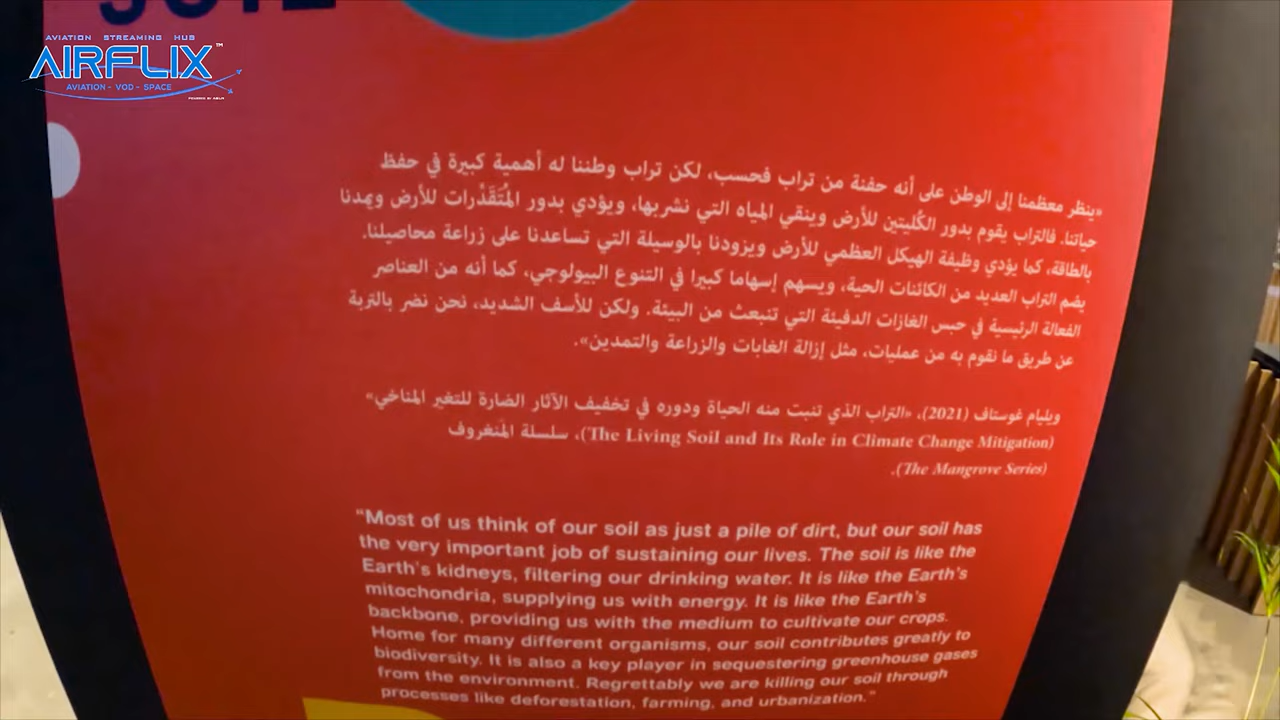 AVIATION STREAMING HUB
AIRFLIX™
AVIATION - VOD - SPACE
«ينظر معظمنا إلى الوطن على أنه حفنة من تراب فحسب، لكن تراب وطننا له أهمية كبيرة في حفظ
حياتنا. فالتراب يقوم بدور الكُليتين للأرض وينقي المياه التي نشربها، ويؤدي بدور المُتَقَدِّرات للأرض ويمدنا
بالطاقة، كما يؤدي وظيفة الهيكل العظمي للأرض ويزودنا بالوسيلة التي تساعدنا على زراعة محاصيلنا.
يضم التراب العديد من الكائنات الحية، ويسهم إسهاما كبيرا في التنوع البيولوجي، كما أنه من العناصر
الفعالة الرئيسية في حبس الغازات الدفيئة التي تنبعث من البيئة. ولكن للأسف الشديد، نحن نضر بالتربة
عن طريق ما نقوم به من عمليات، مثل إزالة الغابات والزراعة والتمدين».
ويليام غوستاف (2021)، «التراب الذي تنبت منه الحياة ودوره في تخفيف الآثار الضارة للتغير المناخي»
(The Living Soil and Its Role in Climate Change Mitigation)، سلسلة المَنغروف
(The Mangrove Series).
“Most of us think of our soil as just a pile of dirt, but our soil has
the very important job of sustaining our lives. The soil is like the
Earth's kidneys, filtering our drinking water. It is like the Earth's
mitochondria, supplying us with energy. It is like the Earth's
backbone, providing us with the medium to cultivate our crops.
Home for many different organisms, our soil contributes greatly to
biodiversity. It is also a key player in sequestering greenhouse gases
from the environment. Regrettably we are killing our soil through
processes like deforestation, farming, and urbanization.”